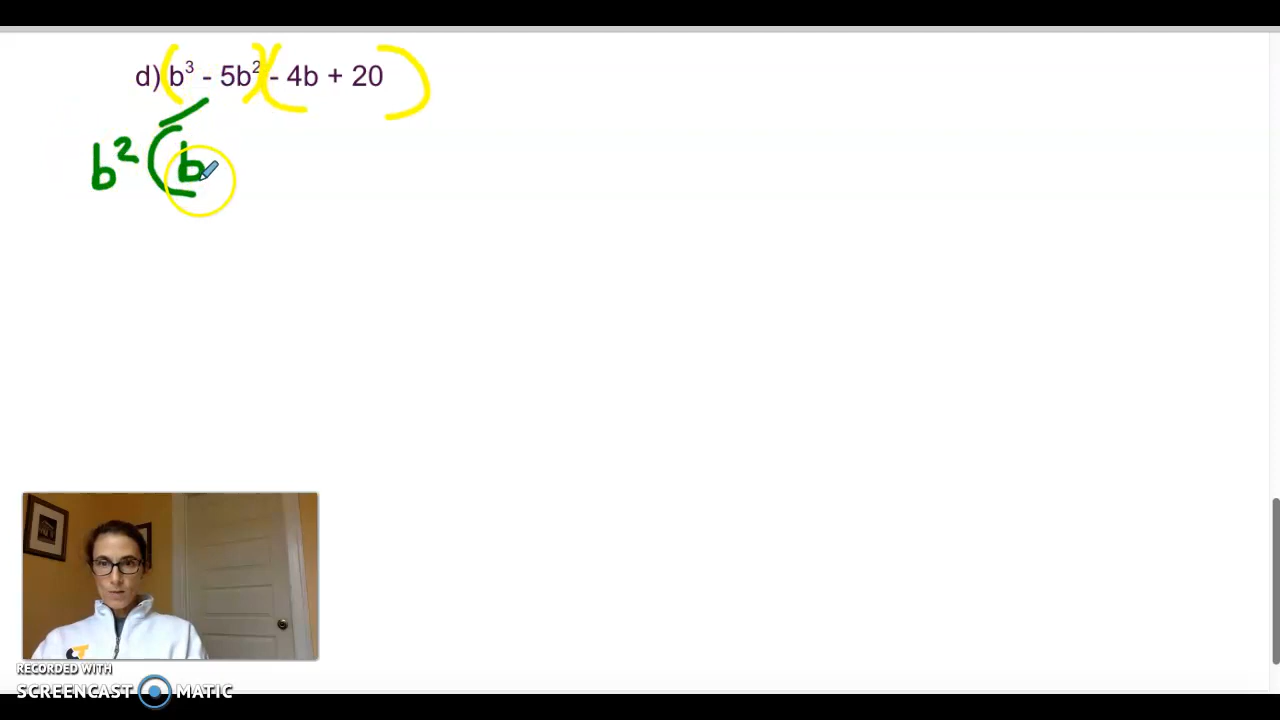 d) (b³ - 5b²)(- 4b + 20)
b² (b
RECORDED WITH
SCREENCAST MATIC